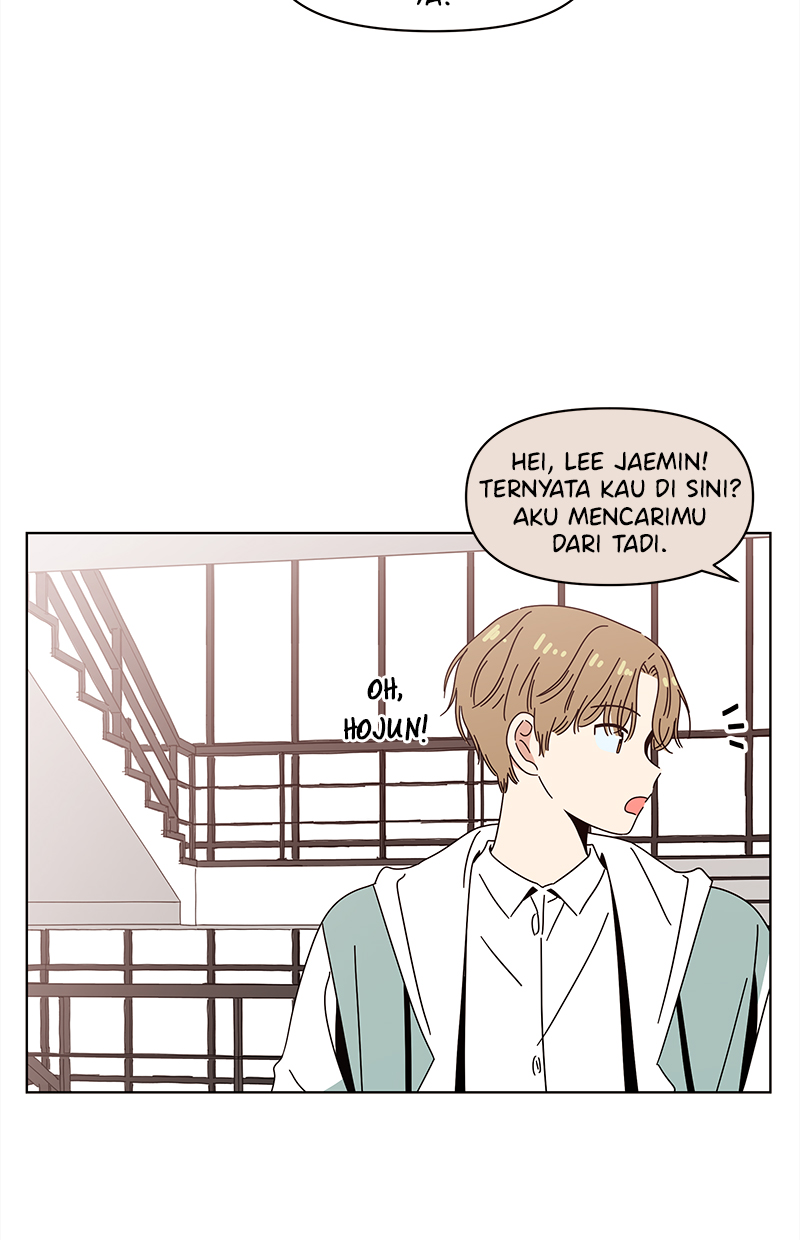 HEI, LEE JAEMIN!
TERNYATA KAU DI SINI?
AKU MENCARIMU
DARI TADI.
OH,
HOJUN!